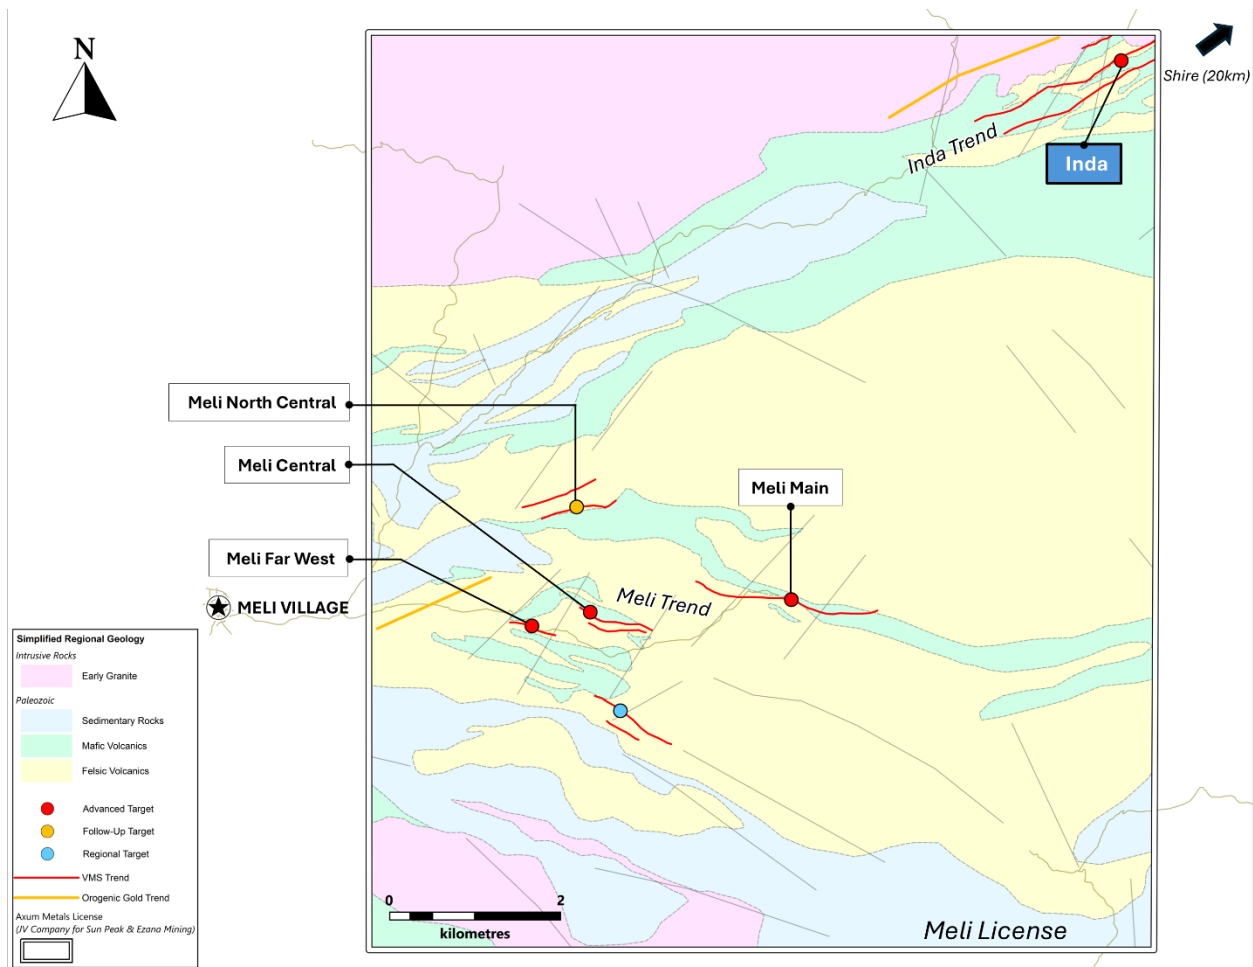 N
Shire (20km)
Inda Trend
Inda
Meli North Central
Meli Central
Meli Main
Meli Far West
Meli Trend
MELI VILLAGE
Simplified Regional Geology
Intrusive Rocks
Early Granite
Paleozoic
Sedimentary Rocks
Mafic Volcanics
Felsic Volcanics
Advanced Target
Follow-Up Target
Regional Target
VMS Trend
Orogenic Gold Trend
Axum Metals License
(JV Company for Sun Peak & Ezana Mining)
0 2
kilometres
Meli License